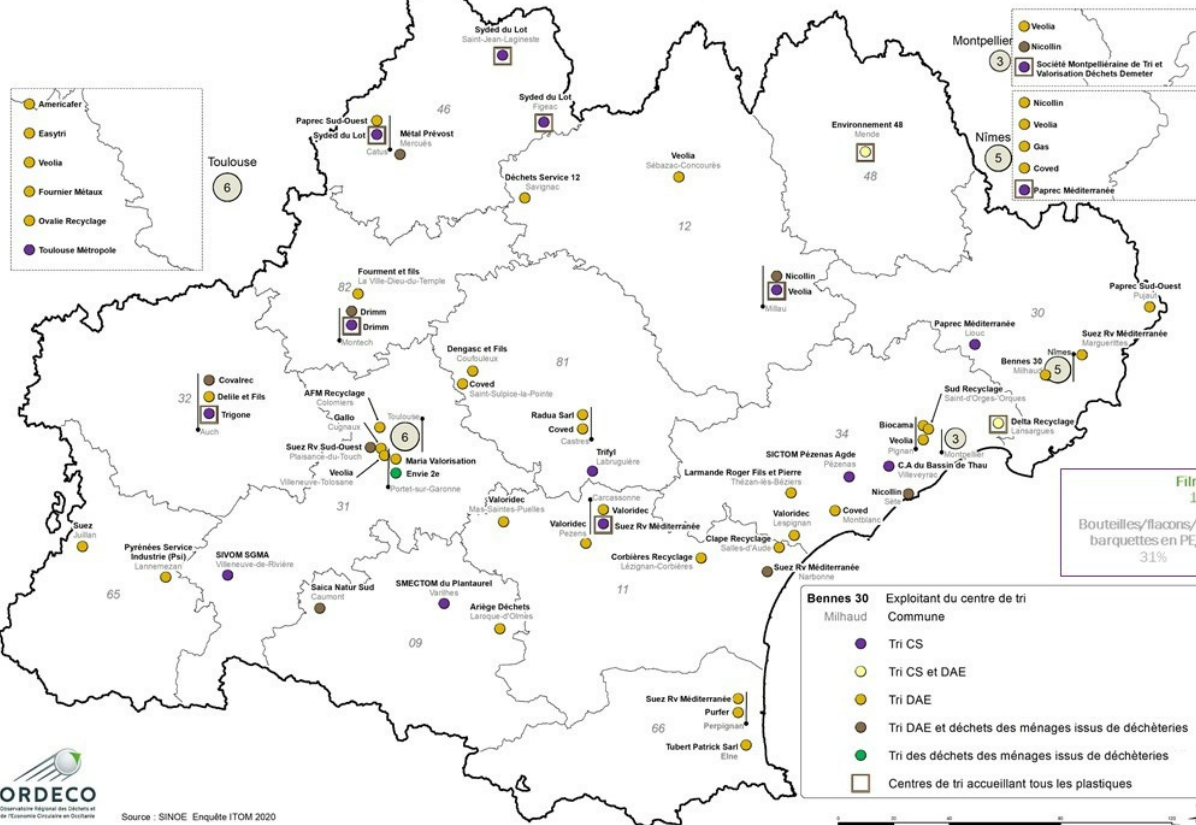 Syded du Lot
Saint-Jean-Lagineste
Veolia
Nicollin
Société Montpelliéraine de Tri et
Valorisation Déchets Demeter
Montpellier
3
Americafer
Easytri
Veolia
Fournier Métaux
Ovalie Recyclage
Toulouse Métropole
Toulouse
6
Nicollin
Veolia
Gas
Coved
Paprec Méditerranée
Nîmes
5
46
Syded du Lot
Figeac
Paprec Sud-Ouest
Syded du Lot
Catus
Métal Prévost
Mercuès
Environnement 48
Mende
48
Veolia
Sébazac-Concourès
Déchets Service 12
Savignac
12
Fourment et fils
La Ville-Dieu-du-Temple
82
Drimm
Drimm
Montech
Nicollin
Veolia
Millau
Paprec Sud-Ouest
Pujaut
30
Paprec Méditerranée
Liouc
Suez Rv Méditerranée
Marguerittes
Nîmes
5
Bennes 30
Milhaud
Dengasc et Fils
Coufouleux
81
Coved
Saint-Sulpice-la-Pointe
32
Covalrec
Delile et Fils
Trigone
Auch
AFM Recyclage
Colomiers
Gallo
Cugnaux
Toulouse
6
Suez Rv Sud-Ouest
Plaisance-du-Touch
Veolia
Villeneuve-Tolosane
Maria Valorisation
Envie 2e
Portet-sur-Garonne
31
Radua Sarl
Coved
Castres
Trifyl
Labruguière
Sud Recyclage
Saint-d'Orges-'Orques
Biocama
Veolia
Pignan
3
Montpellier
Delta Recyclage
Lansargues
34
SICTOM Pézenas Agde
Pézenas
C.A du Bassin de Thau
Villeveyrac
Nicollin
Sète
Larmande Roger Fils et Pierre
Thézan-lès-Béziers
Coved
Montblanc
Valoridec
Lespignan
Clape Recyclage
Salles-d'Aude
Suez Rv Méditerranée
Narbonne
Valoridec
Mas-Saintes-Puelles
Carcassonne
Valoridec
Suez Rv Méditerranée
Valoridec
Pezens
Corbières Recycling
Lézignan-Corbières
11
Suez
Juillan
Pyrénées Service
Industrie (Psi)
Lannemezan
65
SIVOM SGMA
Villeneuve-de-Rivière
Saica Natur Sud
Caumont
SMECTOM du Plantaurel
Varilhes
Ariège Déchets
Laroque-d'Olmes
09
66
Suez Rv Méditerranée
Purfer
Perpignan
Tubert Patrick Sarl
Elne
Film
1
Bouteilles/flacons/
barquettes en PE
31%
Bennes 30 Exploitant du centre de tri
Milhaud Commune
Tri CS
Tri CS et DAE
Tri DAE
Tri DAE et déchets des ménages issus de déchèteries
Tri des déchets des ménages issus de déchèteries
Centres de tri accueillant tous les plastiques
ORDECO
Observatoire Régional des Déchets et
de l'Economie Circulaire en Occitanie
Source : SINOE Enquête ITOM 2020
0 20 40 80 100